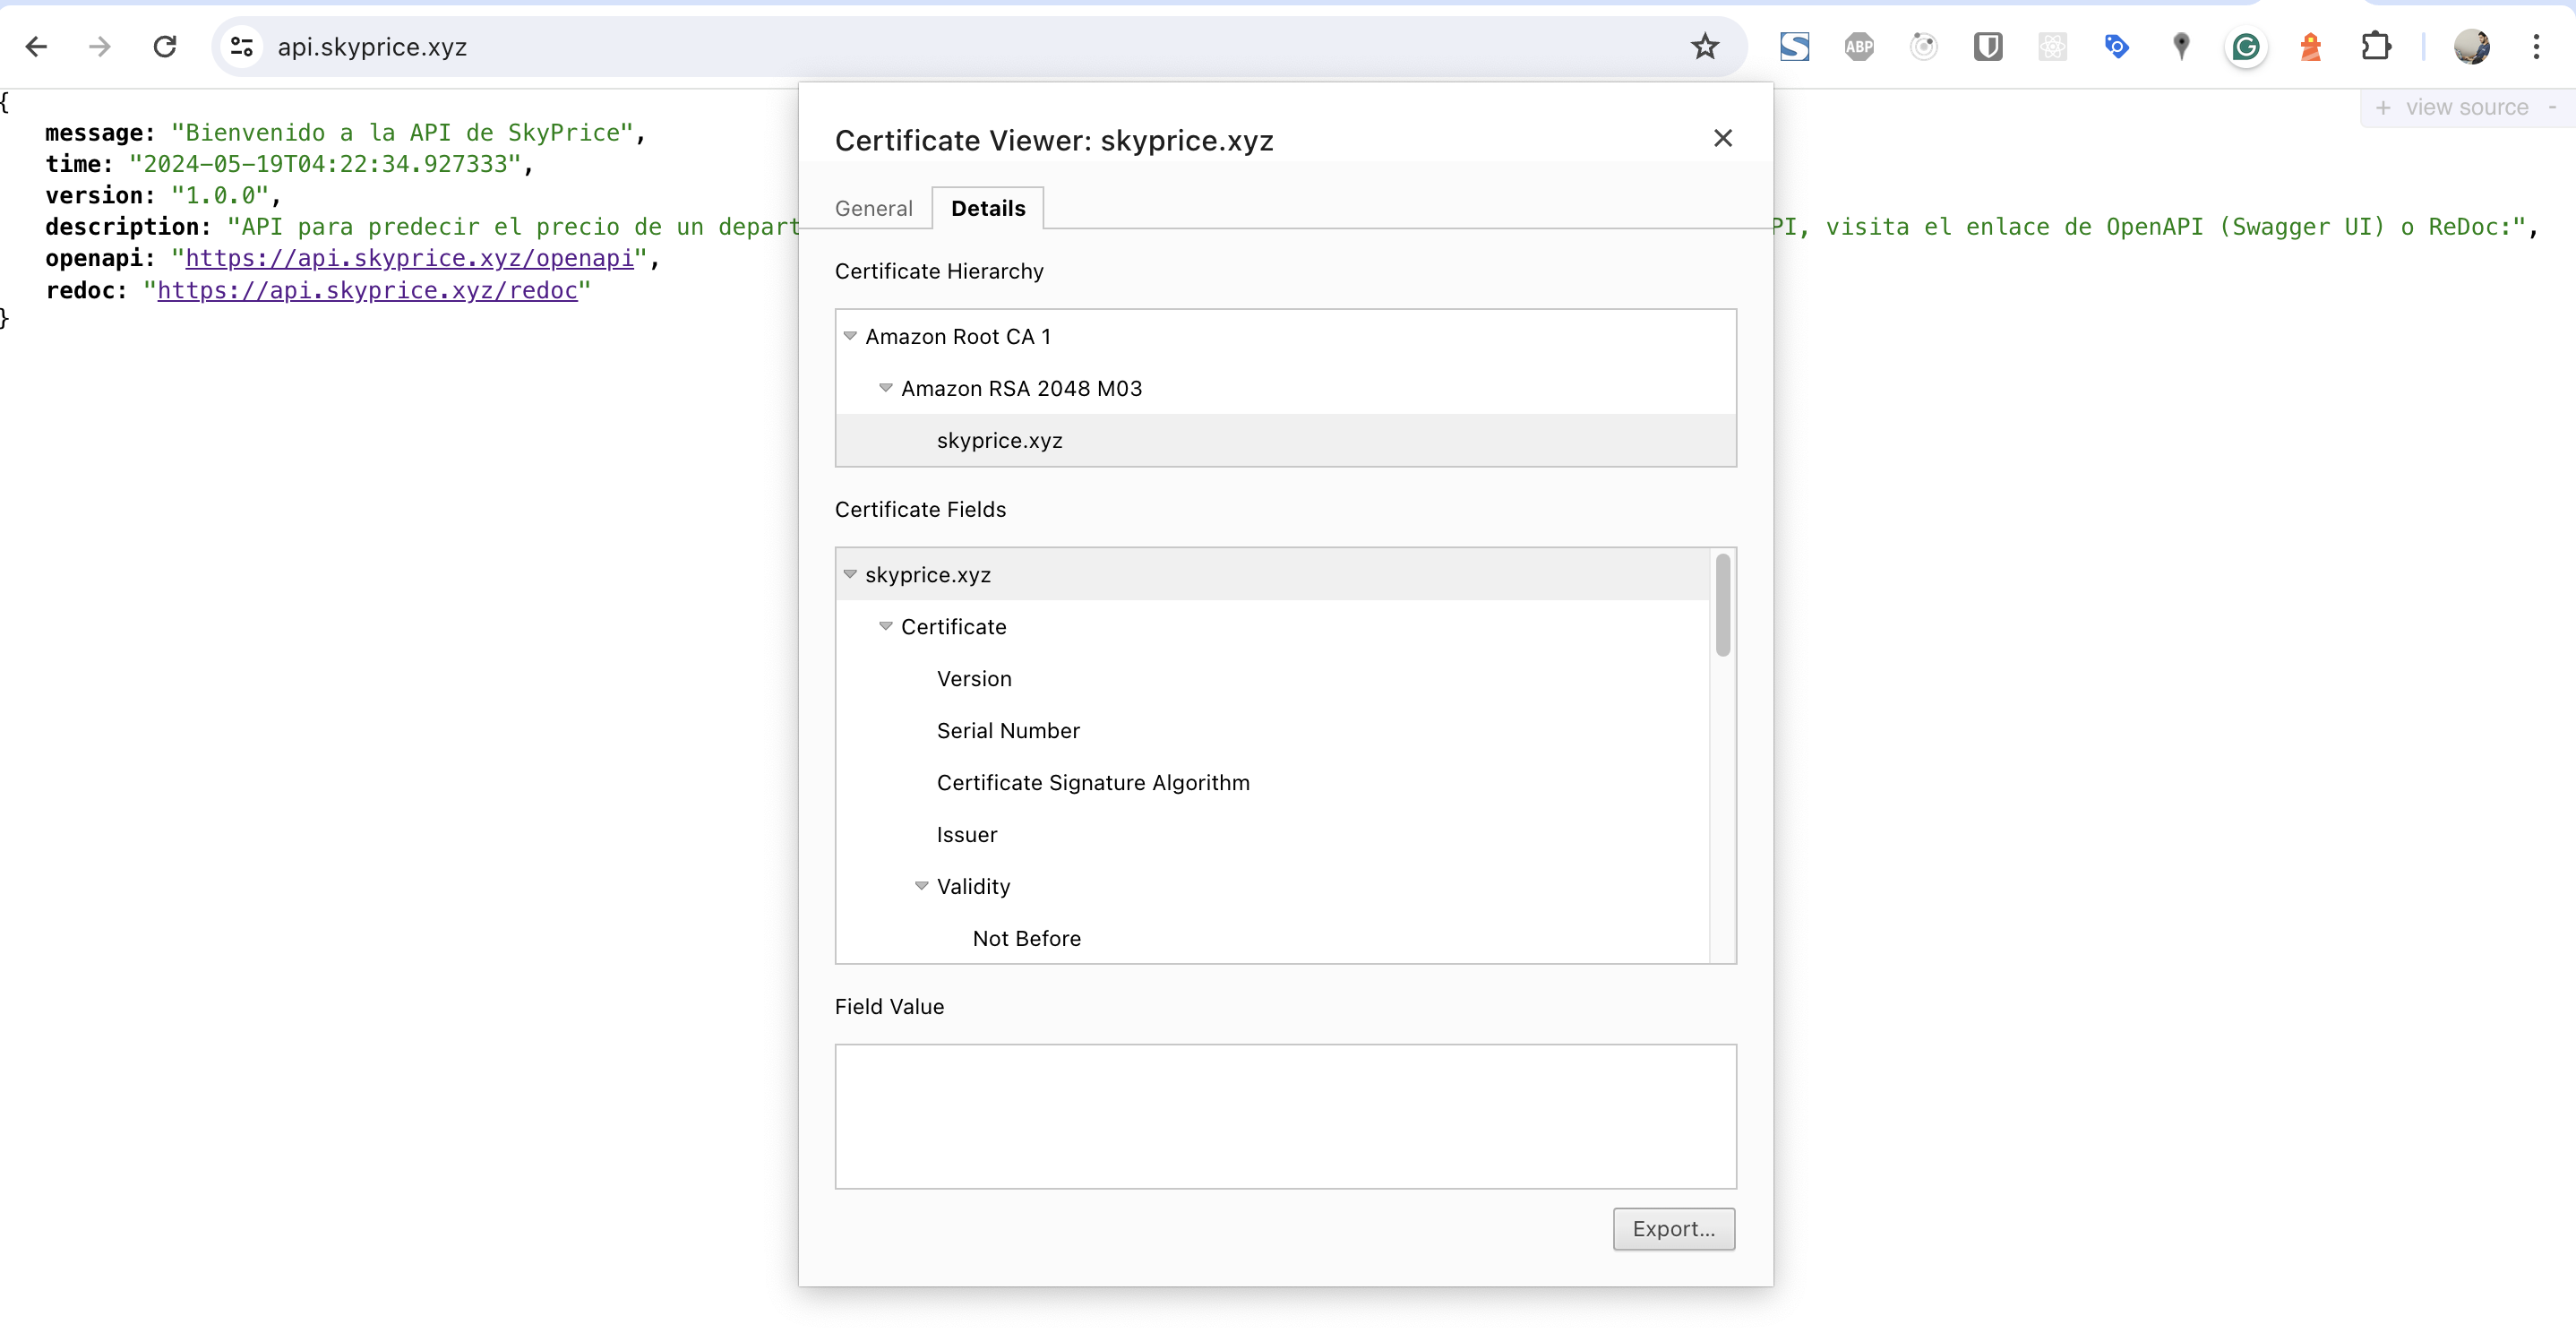 api.skyprice.xyz
ABP
{
message: "Bienvenido a la API de SkyPrice",
time: "2024-05-19T04:22:34.927333",
version: "1.0.0",
description: "API para predecir el precio de un depart
PI, visita el enlace de OpenAPI (Swagger UI) o ReDoc:",
openapi: "https://api.skyprice.xyz/openapi",
redoc: "https://api.skyprice.xyz/redoc"
}
+ view source -
Certificate Viewer: skyprice.xyz
General Details
Certificate Hierarchy
Amazon Root CA 1
Amazon RSA 2048 M03
skyprice.xyz
Certificate Fields
skyprice.xyz
Certificate
Version
Serial Number
Certificate Signature Algorithm
Issuer
Validity
Not Before
Field Value
Export...